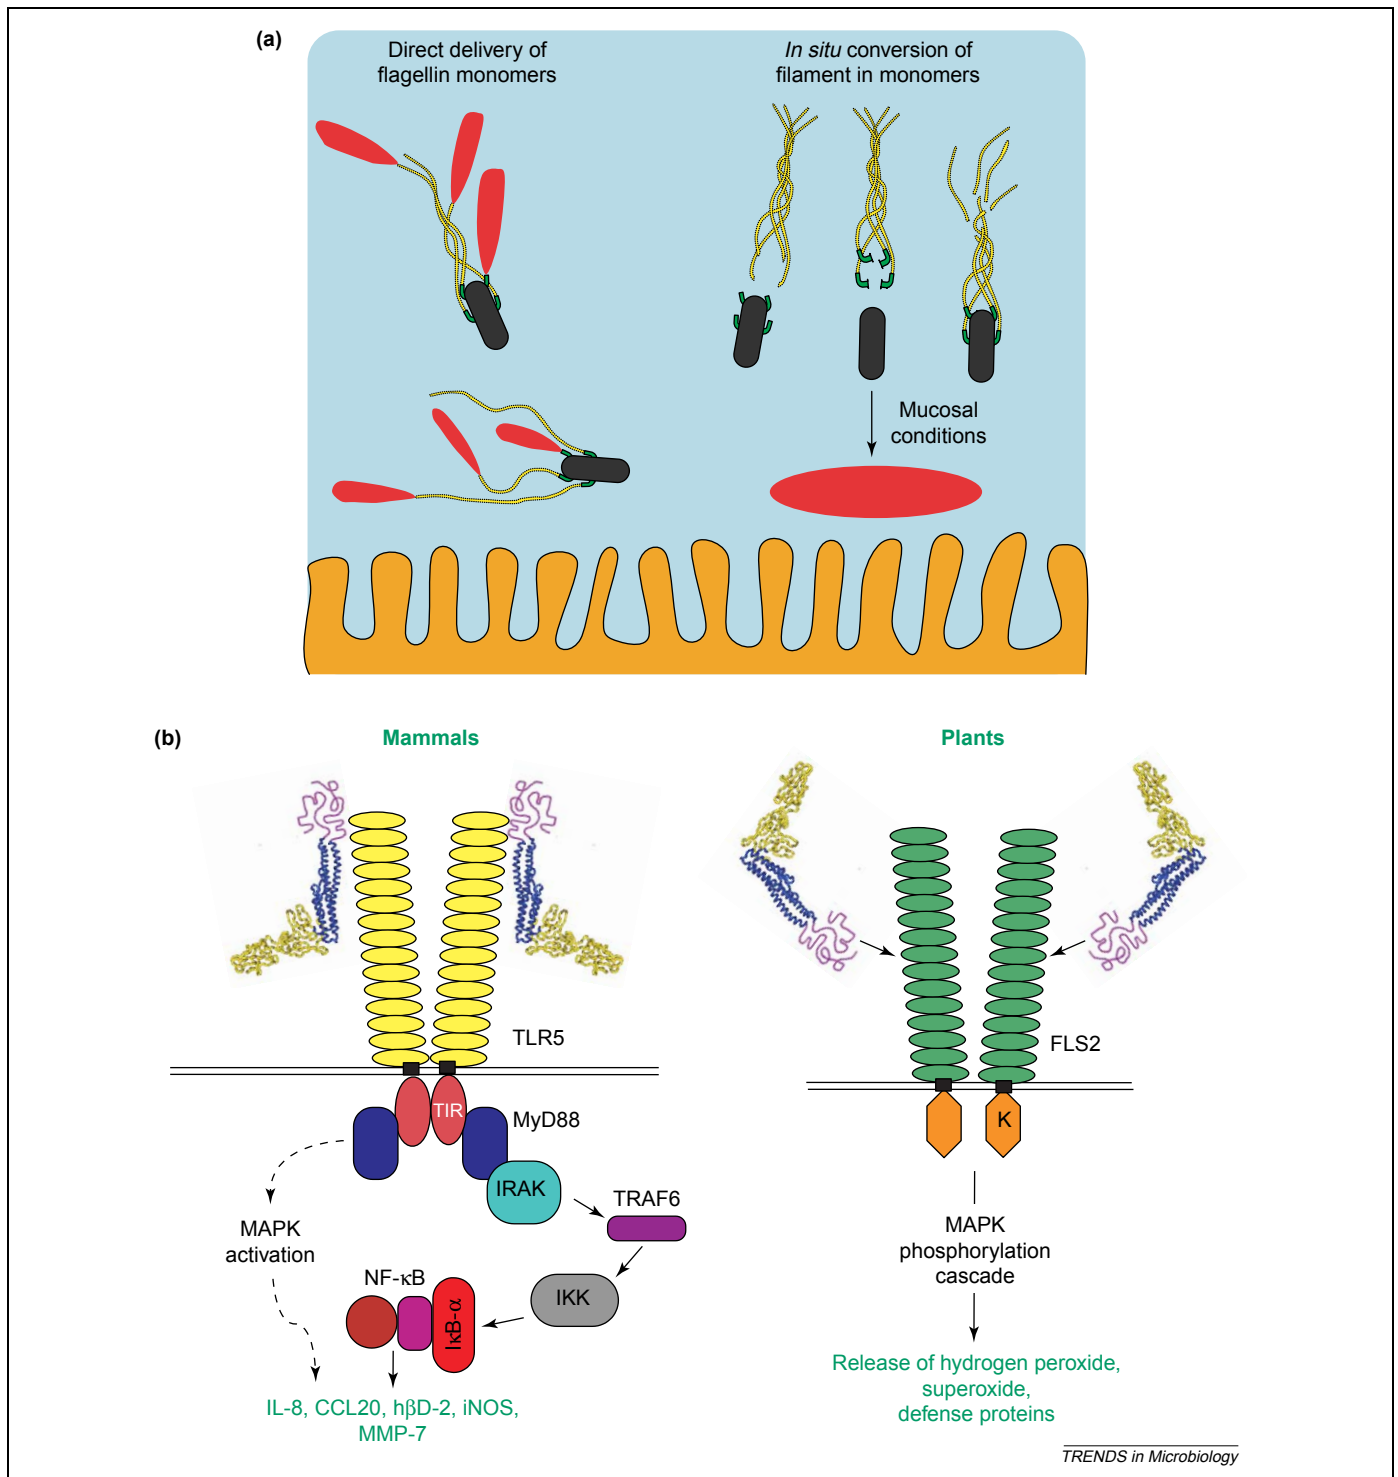 (a)
Direct delivery of
flagellin monomers
In situ conversion of
filament in monomers
Mucosal
conditions
(b)
Mammals
Plants
TLR5
FLS2
TIR
MyD88
K
IRAK
TRAF6
MAPK
activation
MAPK
phosphorylation
cascade
NF-κB
IκB-α
IKK
IL-8, CCL20, hβD-2, iNOS,
MMP-7
Release of hydrogen peroxide,
superoxide,
defense proteins
TRENDS in Microbiology